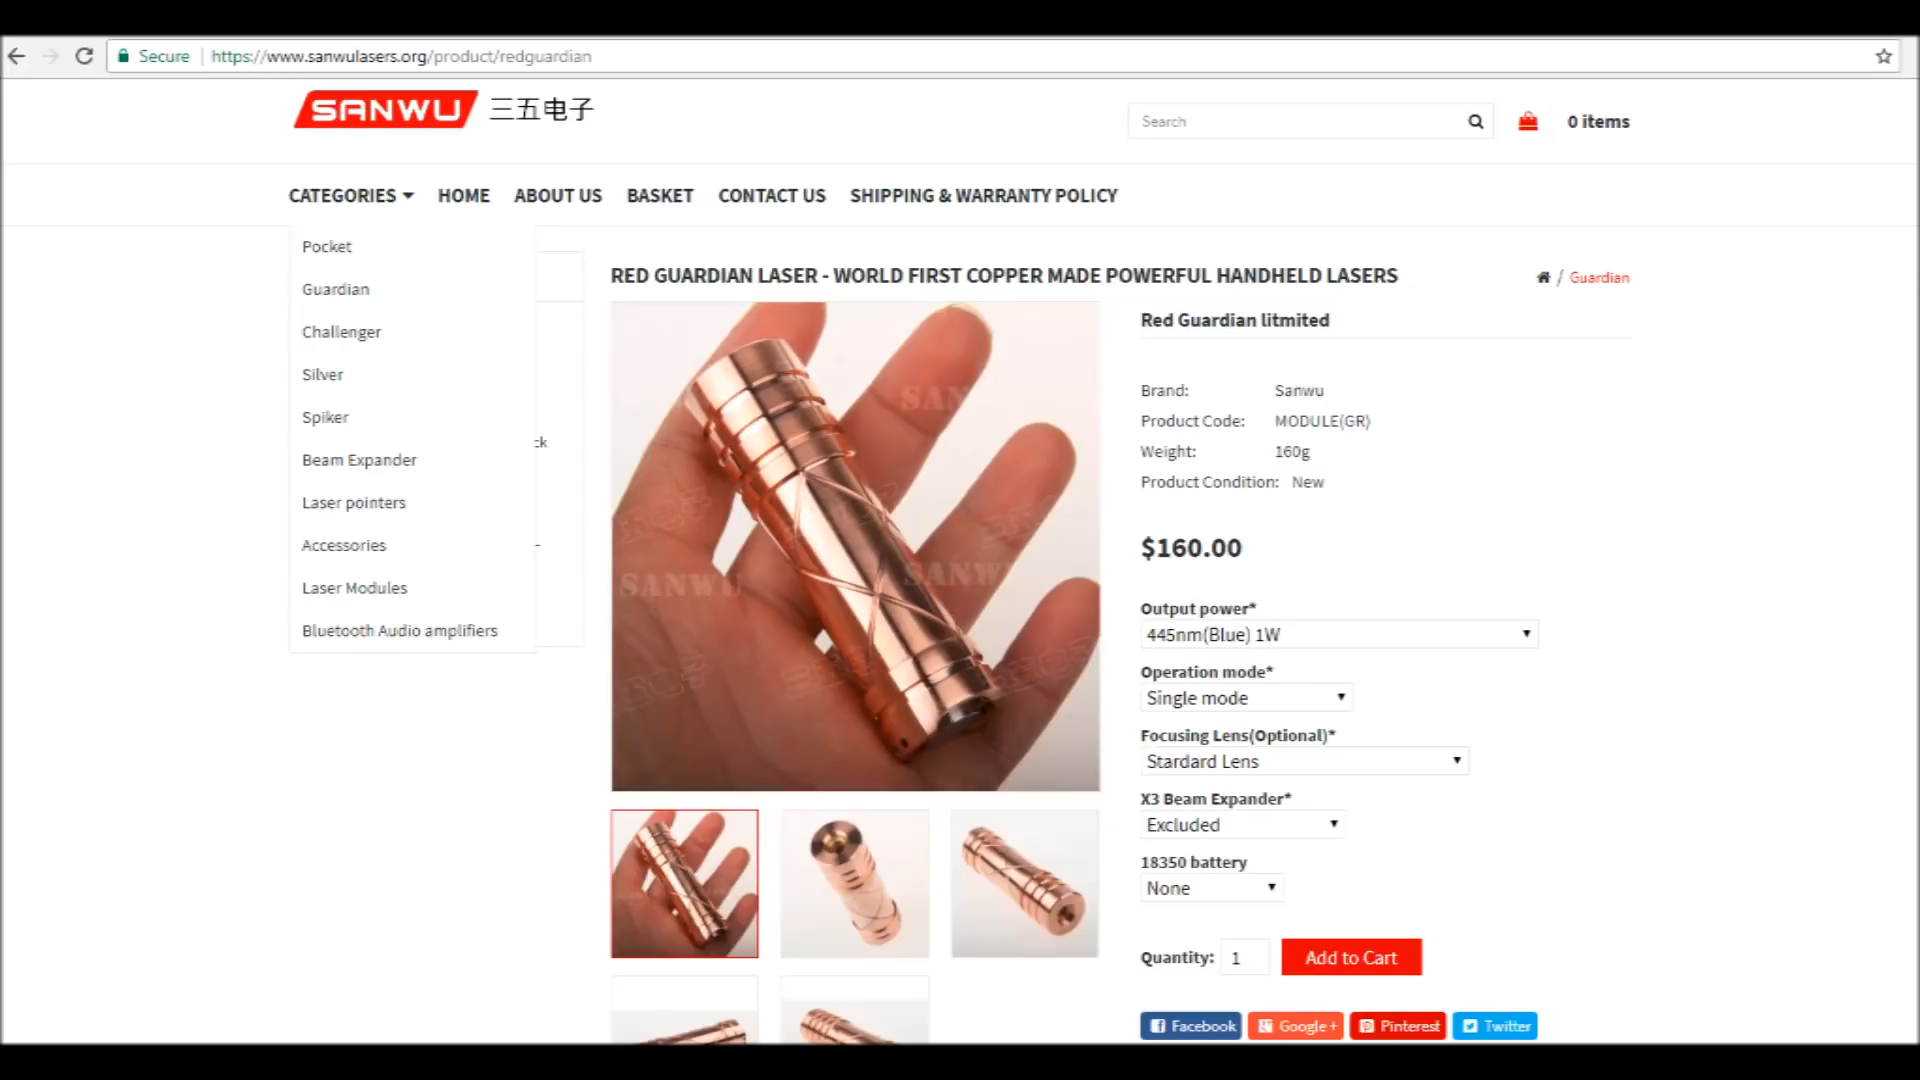 Secure
https://www.sanwulasers.org/product/redguardian
SANWU 三五电子
Search
0 items
CATEGORIES HOME ABOUT US BASKET CONTACT US SHIPPING & WARRANTY POLICY
Pocket
Guardian
Challenger
Silver
Spiker
Beam Expander
Laser pointers
Accessories
Laser Modules
Bluetooth Audio amplifiers
ck
-
RED GUARDIAN LASER - WORLD FIRST COPPER MADE POWERFUL HANDHELD LASERS
/ Guardian
SANWU
SANWU
SANWU
Red Guardian litmited
Brand: Sanwu
Product Code: MODULE(GR)
Weight: 160g
Product Condition: New
$160.00
Output power*
445nm(Blue) 1W
Operation mode*
Single mode
Focusing Lens(Optional)*
Stardard Lens
X3 Beam Expander*
Excluded
18350 battery
None
Quantity: 1 Add to Cart
Facebook Google + Pinterest Twitter